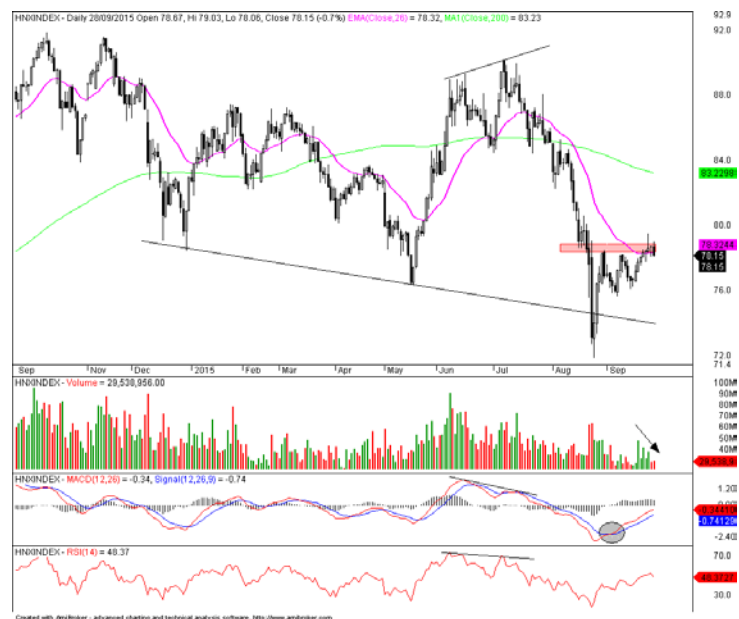 HNXINDEX - Daily 28/09/2015 Open 78.67, Hi 79.03, Lo 78.06, Close 78.15 (-0.7%) EMA(Close,26) = 78.32, MA1(Close,200) = 83.23
92.9
92.0
88.0
84.0
83.2298
80.0
78.3244
78.15
78.15
76.0
72.0
71.4
Sep Nov Dec 2015 Feb Mar Apr May Jun Jul Aug Sep
HNXINDEX - Volume = 29,538,956.00
100M
90M
80M
70M
60M
50M
40M
HNXINDEX - MACD(12,26) = -0.34, Signal(12,26,9) = -0.74
1.20
-0.00
-0.74129
-2.40
HNXINDEX - RSI(14) = 48.37
70.0
30.0
Created with AmiBroker - advanced charting and technical analysis software. http://www.amibroker.com